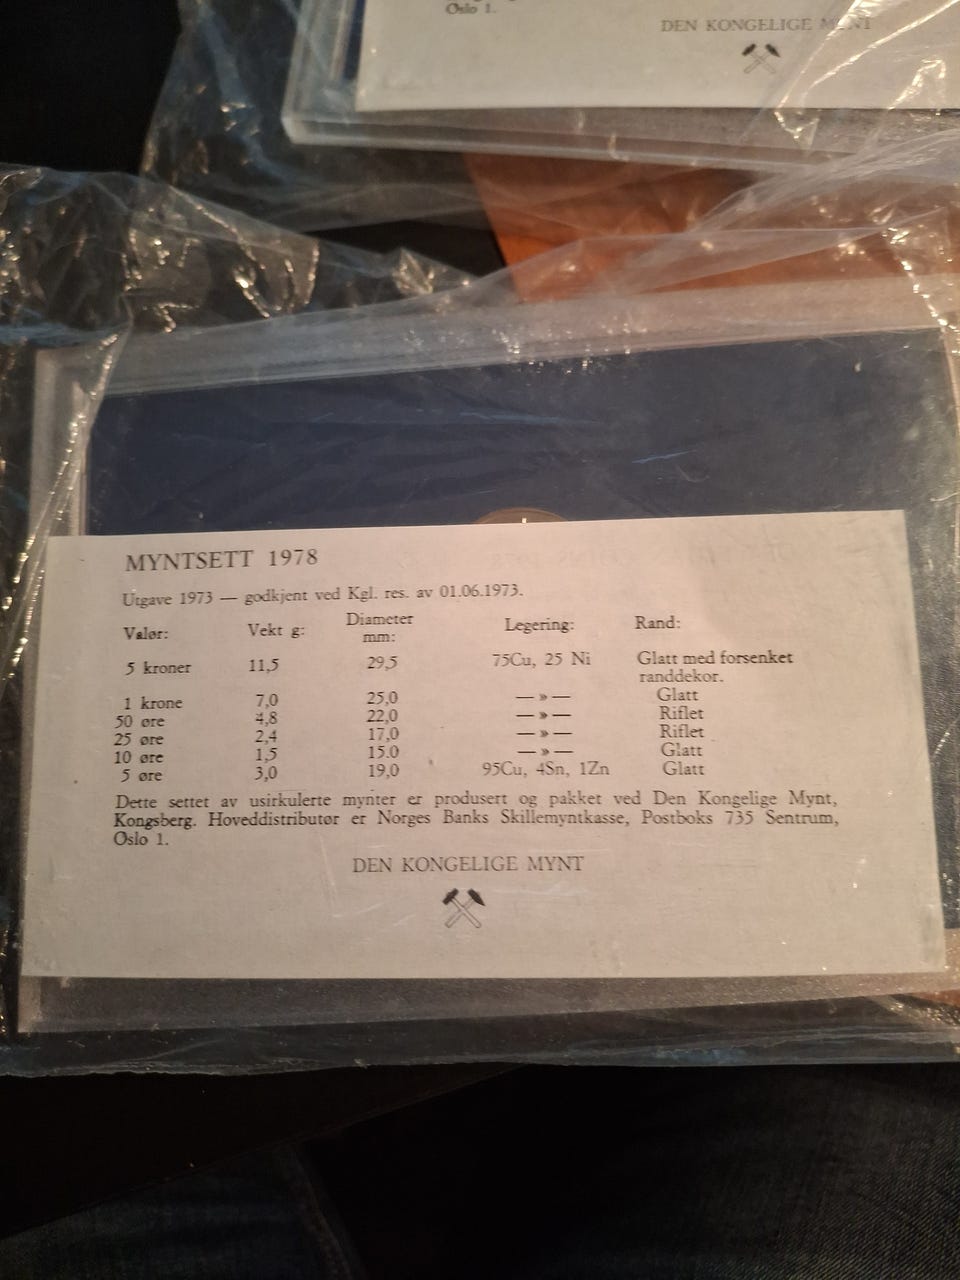 Oslo 1.
DEN KONGELIGE MYNT
MYNTSETT 1978
Utgave 1973 — godkjent ved Kgl. res. av 01.06.1973.
Valør: Vekt g: Diameter mm: Legering: Rand:
5 kroner 11,5 29,5 75Cu, 25 Ni Glatt med forsenket
randdekor.
1 krone 7,0 25,0 — » — Glatt
50 øre 4,8 22,0 — » — Riflet
25 øre 2,4 17,0 — » — Riflet
10 øre 1,5 15.0 — » — Glatt
5 øre 3,0 19,0 95Cu, 4Sn, 1Zn Glatt
Dette settet av usirkulerte mynter er produsert og pakket ved Den Kongelige Mynt,
Kongsberg. Hoveddistributør er Norges Banks Skillemyntkasse, Postboks 735 Sentrum,
Oslo 1.
DEN KONGELIGE MYNT